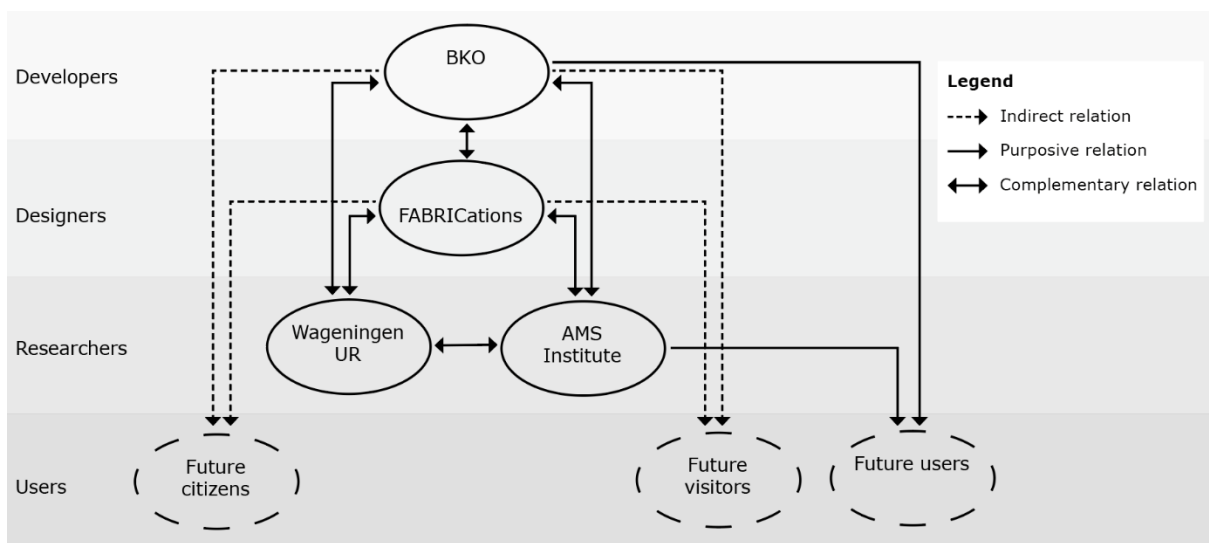 Developers
BKO
Legend
Indirect relation
Purposive relation
Complementary relation
Designers
FABRICations
Researchers
Wageningen
UR
AMS
Institute
Users
Future
citizens
Future
visitors
Future users